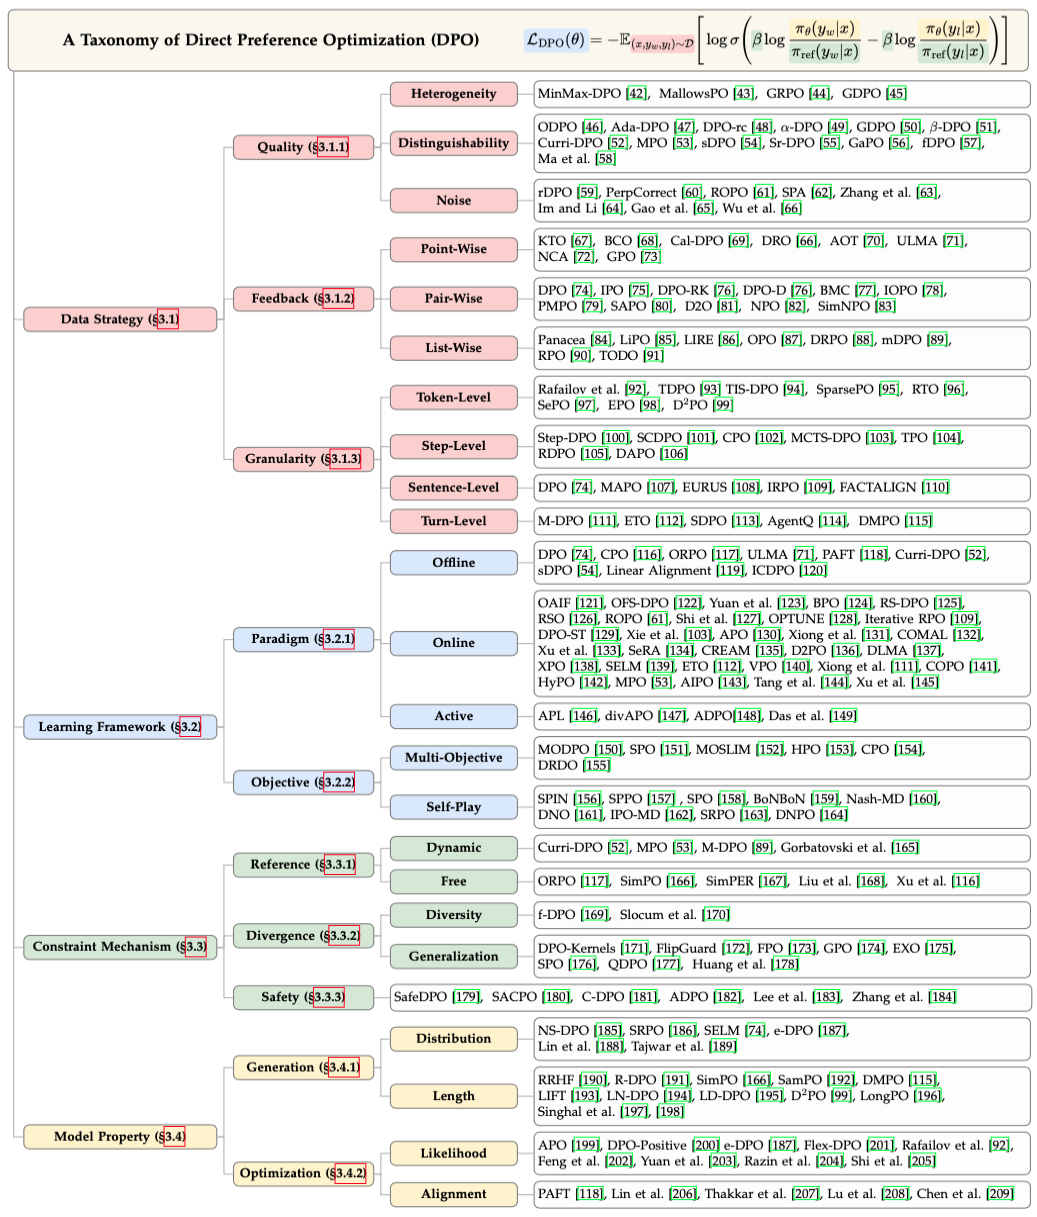 A Taxonomy of Direct Preference Optimization (DPO)
ℒ_DPO(θ) = −𝔼_(x,y_w,y_l)∼𝒟 [ log σ ( β log π_θ(y_w|x) / π_ref(y_w|x) − β log π_θ(y_l|x) / π_ref(y_l|x) ) ]
Data Strategy (§3.1)
Quality (§3.1.1)
Heterogeneity
MinMax-DPO [42], MallowsPO [43], GRPO [44], GDPO [45]
Distinguishability
ODPO [46], Ada-DPO [47], DPO-rc [48], α-DPO [49], GDPO [50], β-DPO [51],
Curri-DPO [52], MPO [53], sDPO [54], Sr-DPO [55], GaPO [56], fDPO [57],
Ma et al. [58]
Noise
rDPO [59], PerpCorrect [60], ROPO [61], SPA [62], Zhang et al. [63],
Im and Li [64], Gao et al. [65], Wu et al. [66]
Feedback (§3.1.2)
Point-Wise
KTO [67], BCO [68], Cal-DPO [69], DRO [66], AOT [70], ULMA [71],
NCA [72], GPO [73]
Pair-Wise
DPO [74], IPO [75], DPO-RK [76], DPO-D [76], BMC [77], IOPO [78],
PMPO [79], SAPO [80], D2O [81], NPO [82], SimNPO [83]
List-Wise
Panacea [84], LiPO [85], LIRE [86], OPO [87], DRPO [88], mDPO [89],
RPO [90], TODO [91]
Granularity (§3.1.3)
Token-Level
Rafailov et al. [92], TDPO [93] TIS-DPO [94], SparsePO [95], RTO [96],
SePO [97], EPO [98], D²PO [99]
Step-Level
Step-DPO [100], SCDPO [101], CPO [102], MCTS-DPO [103], TPO [104],
RDPO [105], DAPO [106]
Sentence-Level
DPO [74], MAPO [107], EURUS [108], IRPO [109], FACTALIGN [110]
Turn-Level
M-DPO [111], ETO [112], SDPO [113], AgentQ [114], DMPO [115]
Learning Framework (§3.2)
Paradigm (§3.2.1)
Offline
DPO [74], CPO [116], ORPO [117], ULMA [71], PAFT [118], Curri-DPO [52],
sDPO [54], Linear Alignment [119], ICDPO [120]
Online
OAIF [121], OFS-DPO [122], Yuan et al. [123], BPO [124], RS-DPO [125],
RSO [126], ROPO [61], Shi et al. [127], OPTUNE [128], Iterative RPO [109],
DPO-ST [129], Xie et al. [103], APO [130], Xiong et al. [131], COMAL [132],
Xu et al. [133], SeRA [134], CREAM [135], D2PO [136], DLMA [137],
XPO [138], SELM [139], ETO [112], VPO [140], Xiong et al. [111], COPO [141],
HyPO [142], MPO [53], AIPO [143], Tang et al. [144], Xu et al. [145]
Active
APL [146], divAPO [147], ADPO[148], Das et al. [149]
Objective (§3.2.2)
Multi-Objective
MODPO [150], SPO [151], MOSLIM [152], HPO [153], CPO [154],
DRDO [155]
Self-Play
SPIN [156], SPPO [157] , SPO [158], BoNBoN [159], Nash-MD [160],
DNO [161], IPO-MD [162], SRPO [163], DNPO [164]
Constraint Mechanism (§3.3)
Reference (§3.3.1)
Dynamic
Curri-DPO [52], MPO [53], M-DPO [89], Gorbatovski et al. [165]
Free
ORPO [117], SimPO [166], SimPER [167], Liu et al. [168], Xu et al. [116]
Divergence (§3.3.2)
Diversity
f-DPO [169], Slocum et al. [170]
Generalization
DPO-Kernels [171], FlipGuard [172], FPO [173], GPO [174], EXO [175],
SPO [176], QDPO [177], Huang et al. [178]
Safety (§3.3.3)
SafeDPO [179], SACPO [180], C-DPO [181], ADPO [182], Lee et al. [183], Zhang et al. [184]
Model Property (§3.4)
Generation (§3.4.1)
Distribution
NS-DPO [185], SRPO [186], SELM [74], e-DPO [187],
Lin et al. [188], Tajwar et al. [189]
Length
RRHF [190], R-DPO [191], SimPO [166], SamPO [192], DMPO [115],
LIFT [193], LN-DPO [194], LD-DPO [195], D²PO [99], LongPO [196],
Singhal et al. [197], [198]
Optimization (§3.4.2)
Likelihood
APO [199], DPO-Positive [200] e-DPO [187], Flex-DPO [201], Rafailov et al. [92],
Feng et al. [202], Yuan et al. [203], Razin et al. [204], Shi et al. [205]
Alignment
PAFT [118], Lin et al. [206], Thakkar et al. [207], Lu et al. [208], Chen et al. [209]